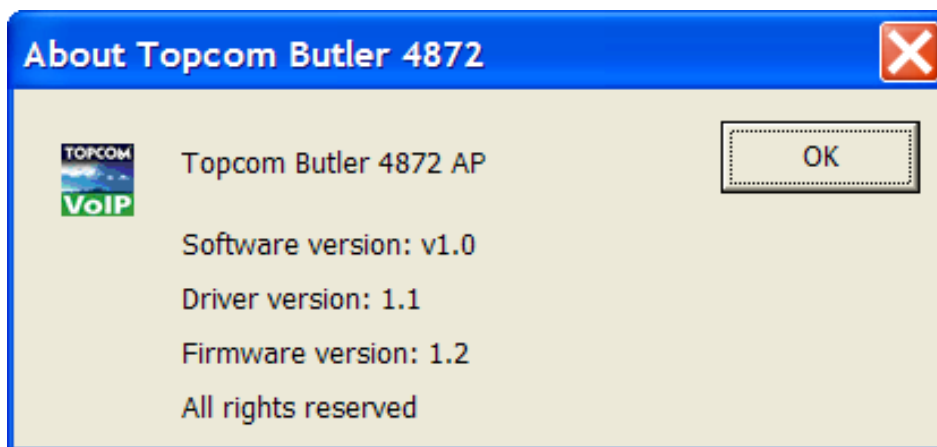 About Topcom Butler 4872
TOPCOM
VoIP
Topcom Butler 4872 AP
OK
Software version: v1.0
Driver version: 1.1
Firmware version: 1.2
All rights reserved